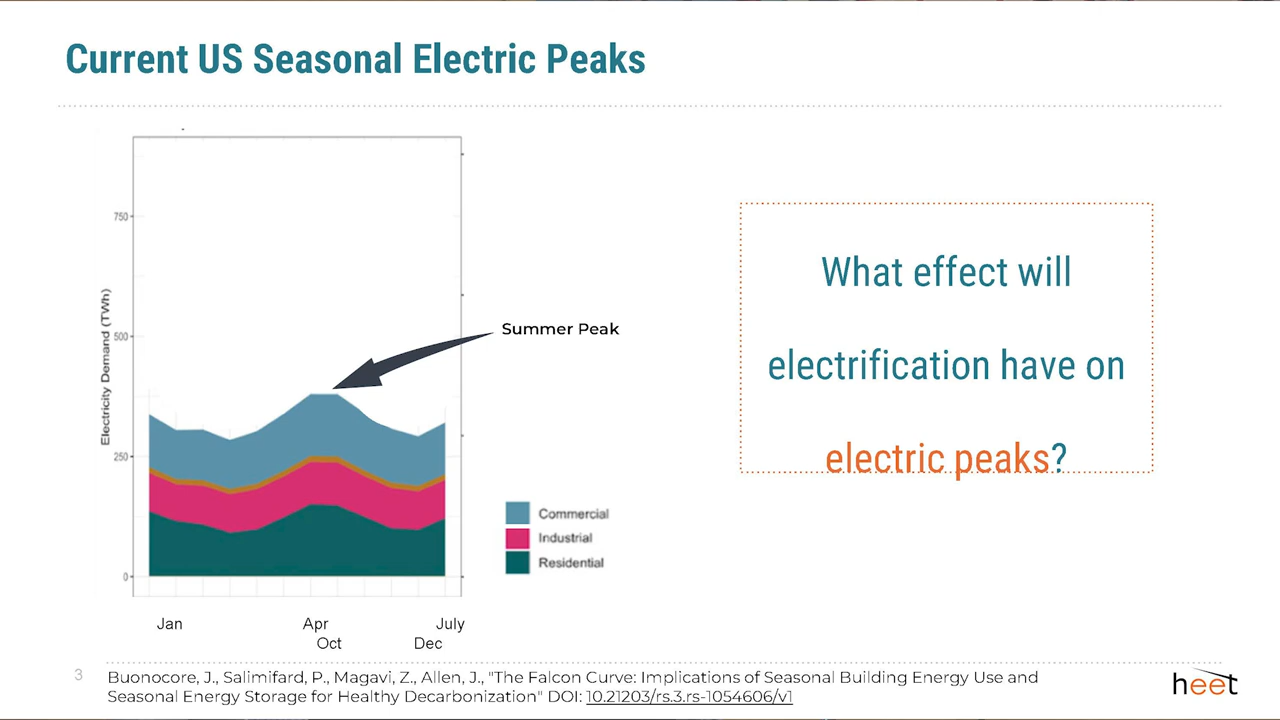 Current US Seasonal Electric Peaks
750
500
250
0
Electricity Demand (TWh)
Summer Peak
Commercial
Industrial
Residential
Jan Apr July
Oct Dec
What effect will
electrification have on
electric peaks?
3
Buonocore, J., Salimifard, P., Magavi, Z., Allen, J., "The Falcon Curve: Implications of Seasonal Building Energy Use and
Seasonal Energy Storage for Healthy Decarbonization" DOI: 10.21203/rs.3.rs-1054606/v1
heet